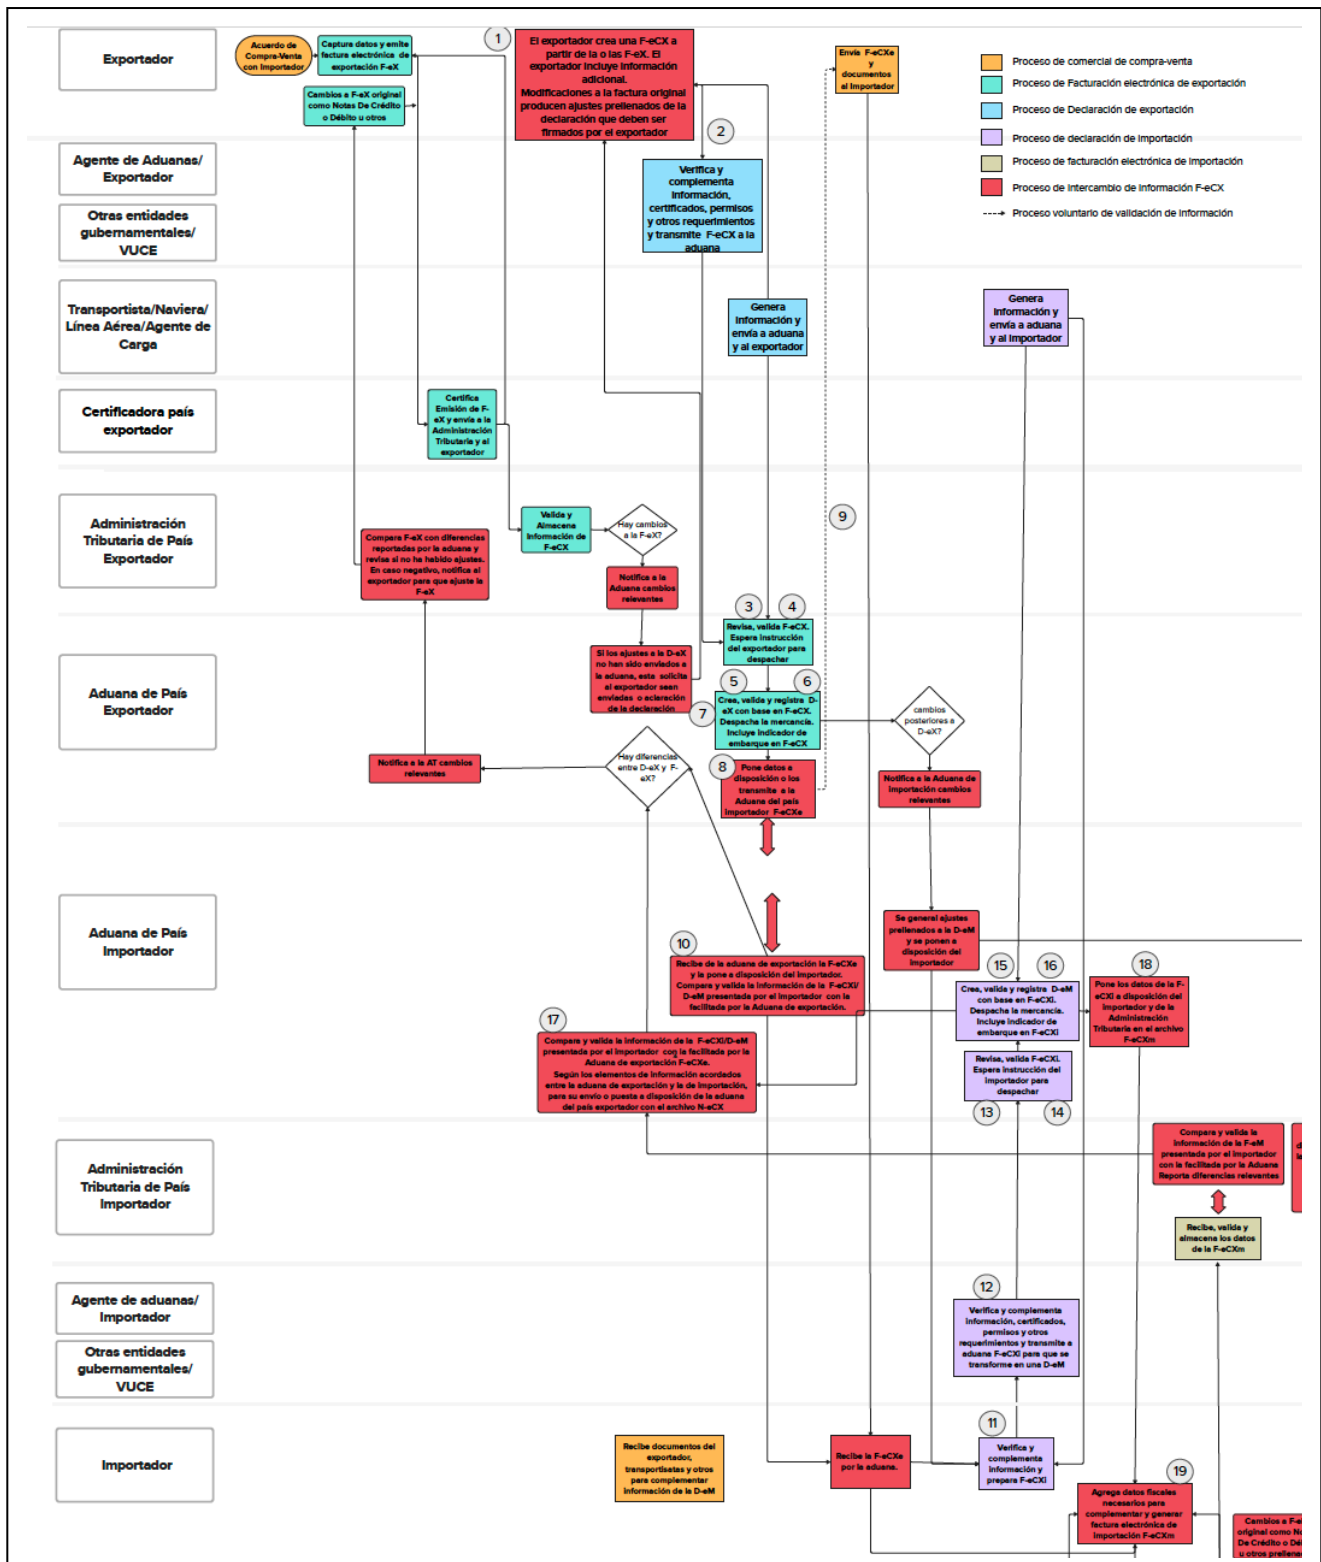 Exportador
Acuerdo de
Compra-Venta
con Importador
Captura datos y emite
factura electrónica de
exportación F-eX
Cambios a F-eX original
como Notas De Crédito
o Débito u otros
1
El exportador crea una F-eCX a
partir de la o las F-eX. El
exportador incluye información
adicional.
Modificaciones a la factura original
producen ajustes prellenados de la
declaración que deben ser
firmados por el exportador
2
Envía F-eCXe
y
documentos
al importador
Proceso de comercial de compra-venta
Proceso de Facturación electrónica de exportación
Proceso de Declaración de exportación
Proceso de declaración de importación
Proceso de facturación electrónica de importación
Proceso de intercambio de información F-eCX
Proceso voluntario de validación de información
Agente de Aduanas/
Exportador
Otras entidades
gubernamentales/
VUCE
Verifica y
complementa
información,
certificados, permisos
y otros requerimientos
y transmite F-eCX a la
aduana
Transportista/Naviera/
Línea Aérea/Agente de
Carga
Genera
información y
envía a aduana
y al exportador
Genera
información y
envía a aduana
y al importador
Certificadora país
exportador
Certifica
Emisión de F-
eX y envía a la
Administración
Tributaria y al
exportador
Administración
Tributaria de País
Exportador
Compara F-eX con diferencias
reportadas por la aduana y
revisa si no ha habido ajustes.
En caso negativo, notifica al
exportador para que ajuste la
F-eX
Valida y
Almacena
información de
F-eCX
Hay cambios
a la F-eX?
Notifica a la
Aduana cambios
relevantes
9
Aduana de País
Exportador
Si los ajustes a la D-eX
no han sido enviados a
la aduana, esta solicita
al exportador sean
enviadas o aclaración
de la declaración
3
4
Revisa, valida F-eCX.
Espera instrucción
del exportador para
despachar
5
6
7
Crea, valida y registra D-
eX con base en F-eCX.
Despacha la mercancía.
Incluye indicador de
embarque en F-eCX
cambios
posteriores a
D-eX?
Notifica a la AT cambios
relevantes
Hay diferencias
entre D-eX y F-
eX?
8
Pone datos a
disposición o los
transmite a la
Aduana del país
importador F-eCXe
Notifica a la Aduana de
importación cambios
relevantes
Aduana de País
Importador
Se general ajustes
prellenados a la D-eM
y se ponen a
disposición del
importador
10
Recibe de la aduana de exportación la F-eCXe
y la pone a disposición del importador.
Compara y valida la información de la F-eCXi/
D-eM presentada por el importador con la
facilitada por la Aduana de exportación.
15
16
Crea, valida y registra D-eM
con base en F-eCXi.
Despacha la mercancía.
Incluye indicador de
embarque en F-eCXi
18
Pone los datos de la F-
eCXi a disposición del
importador y de la
Administración
Tributaria en el archivo
F-eCXm
17
Compara y valida la información de la F-eCXi/D-eM
presentada por el importador con la facilitada por la
Aduana de exportación F-eCXe.
Según los elementos de información acordados
entre la aduana de exportación y la de importación,
para su envío o puesta a disposición de la aduana
del país exportador con el archivo N-eCX
Revisa, valida F-eCXi.
Espera instrucción del
importador para
despachar
13
14
Administración
Tributaria de País
Importador
Compara y valida la
información de la F-eM
presentada por el importador
con la facilitada por la Aduana
Reporta diferencias relevantes
d
la
Recibe, valida y
almacena los datos
de la F-eCXm
Agente de aduanas/
Importador
Otras entidades
gubernamentales/
VUCE
12
Verifica y complementa
información, certificados,
permisos y otros
requerimientos y transmite a
aduana F-eCXi para que se
transforme en una D-eM
Importador
Recibe documentos del
exportador,
transportisatas y otros
para complementar
información de la D-eM
Recibe la F-eCXe
por la aduana.
11
Verifica y
complementa
información y
prepara F-eCXi
19
Agrega datos fiscales
necesarios para
complementar y generar
factura electrónica de
importación F-eCXm
Cambios a F-e
original como No
De Crédito o Déb
u otros prellena